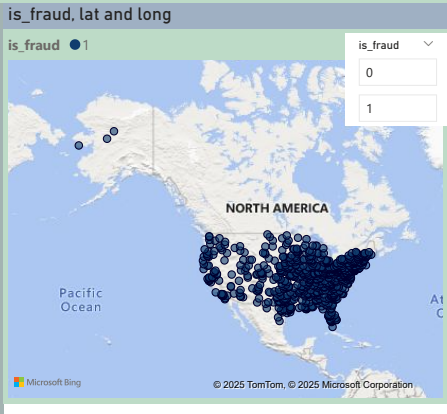 is_fraud, lat and long
is_fraud 1
is_fraud
0
1
NORTH AMERICA
Pacific
Ocean
At
C
Microsoft Bing
© 2025 TomTom, © 2025 Microsoft Corporation